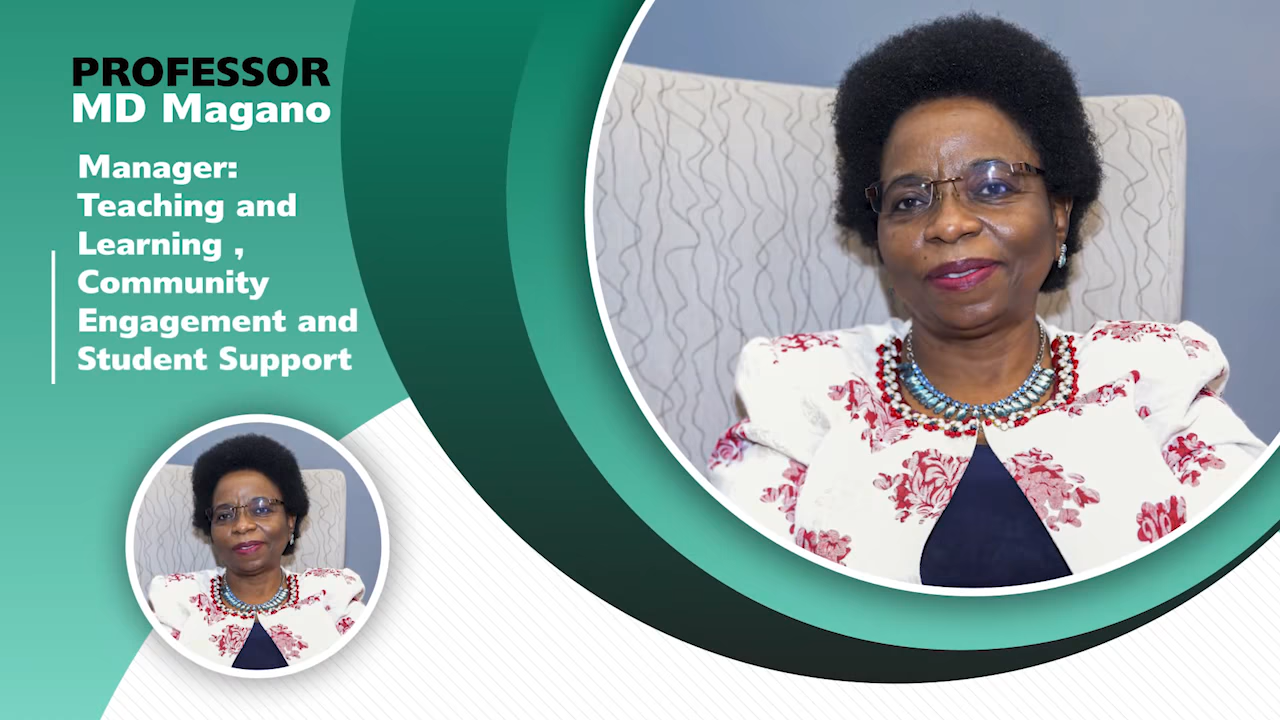 PROFESSOR
MD Magano
Manager:
Teaching and
Learning ,
Community
Engagement and
Student Support